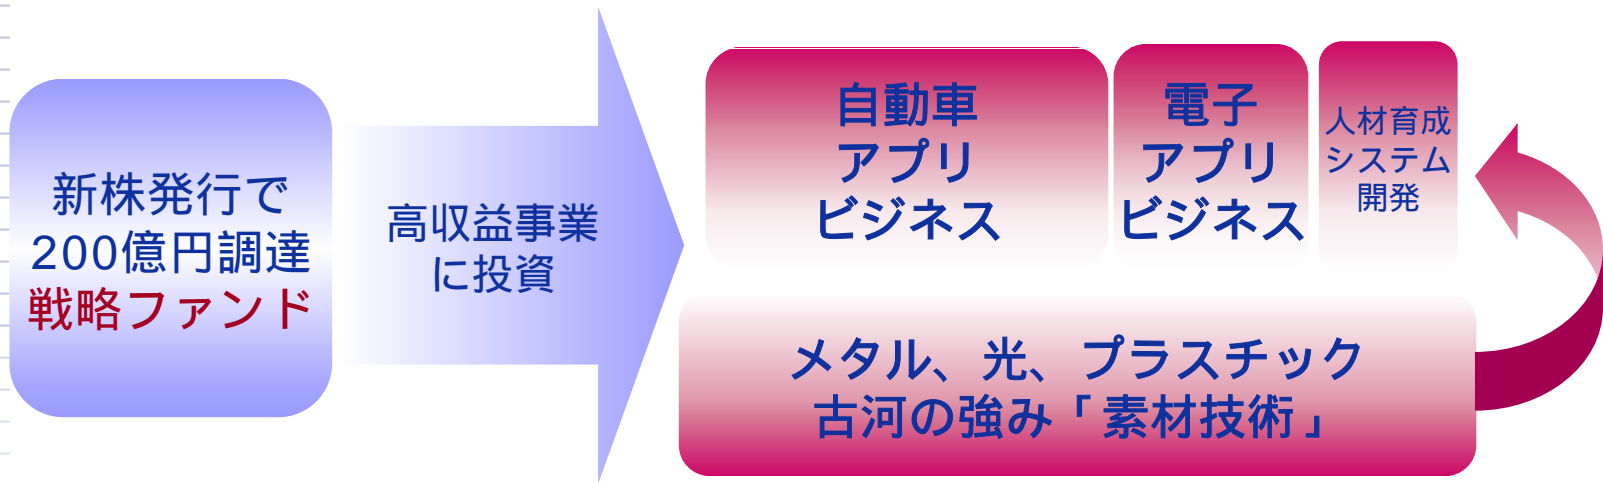 新株発行で
200億円調達
戦略ファンド
高収益事業
に投資
自動車
アプリ
ビジネス
電子
アプリ
ビジネス
人材育成
システム
開発
メタル、光、プラスチック
古河の強み「素材技術」